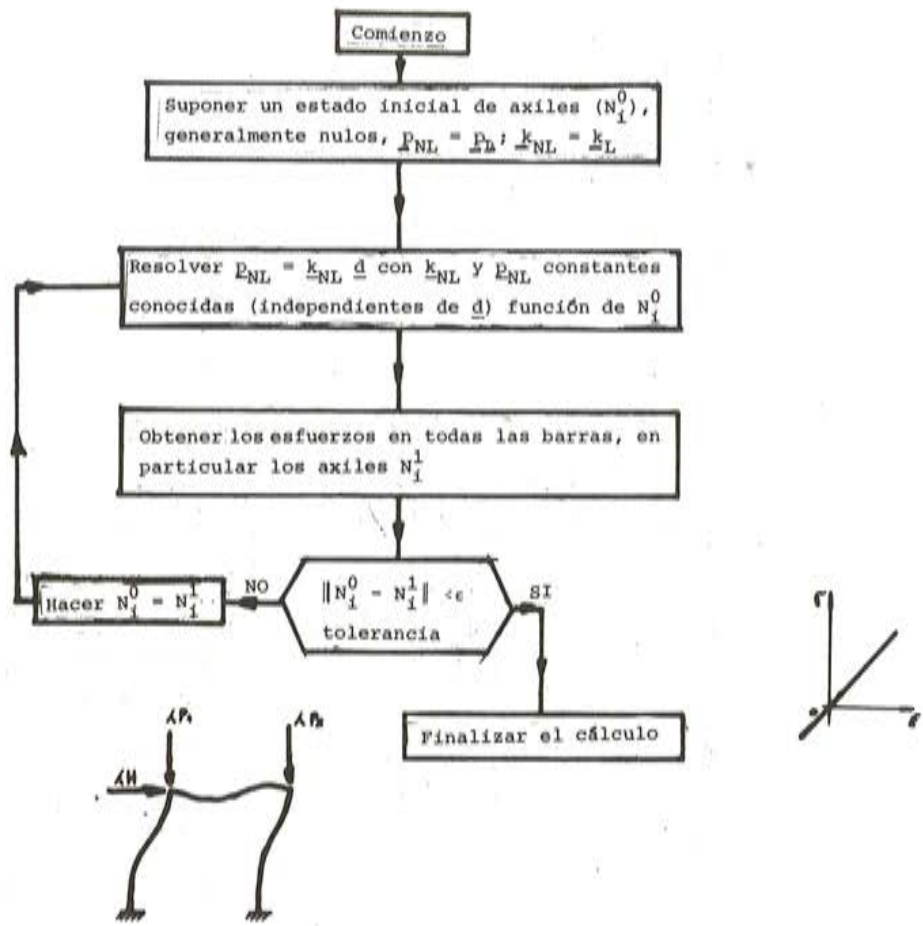 Comienzo
Suponer un estado inicial de axiles (N_i^0),
generalmente nulos, p_NL = p_L; k_NL = k_L
Resolver p_NL = k_NL d con k_NL y p_NL constantes
conocidas (independientes de d) función de N_i^0
Obtener los esfuerzos en todas las barras, en
particular los axiles N_i^1
‖N_i^0 - N_i^1‖ <ε
tolerancia
NO
SI
Hacer N_i^0 = N_i^1
Finalizar el cálculo
λP₁
λP₂
λH
σ
ε